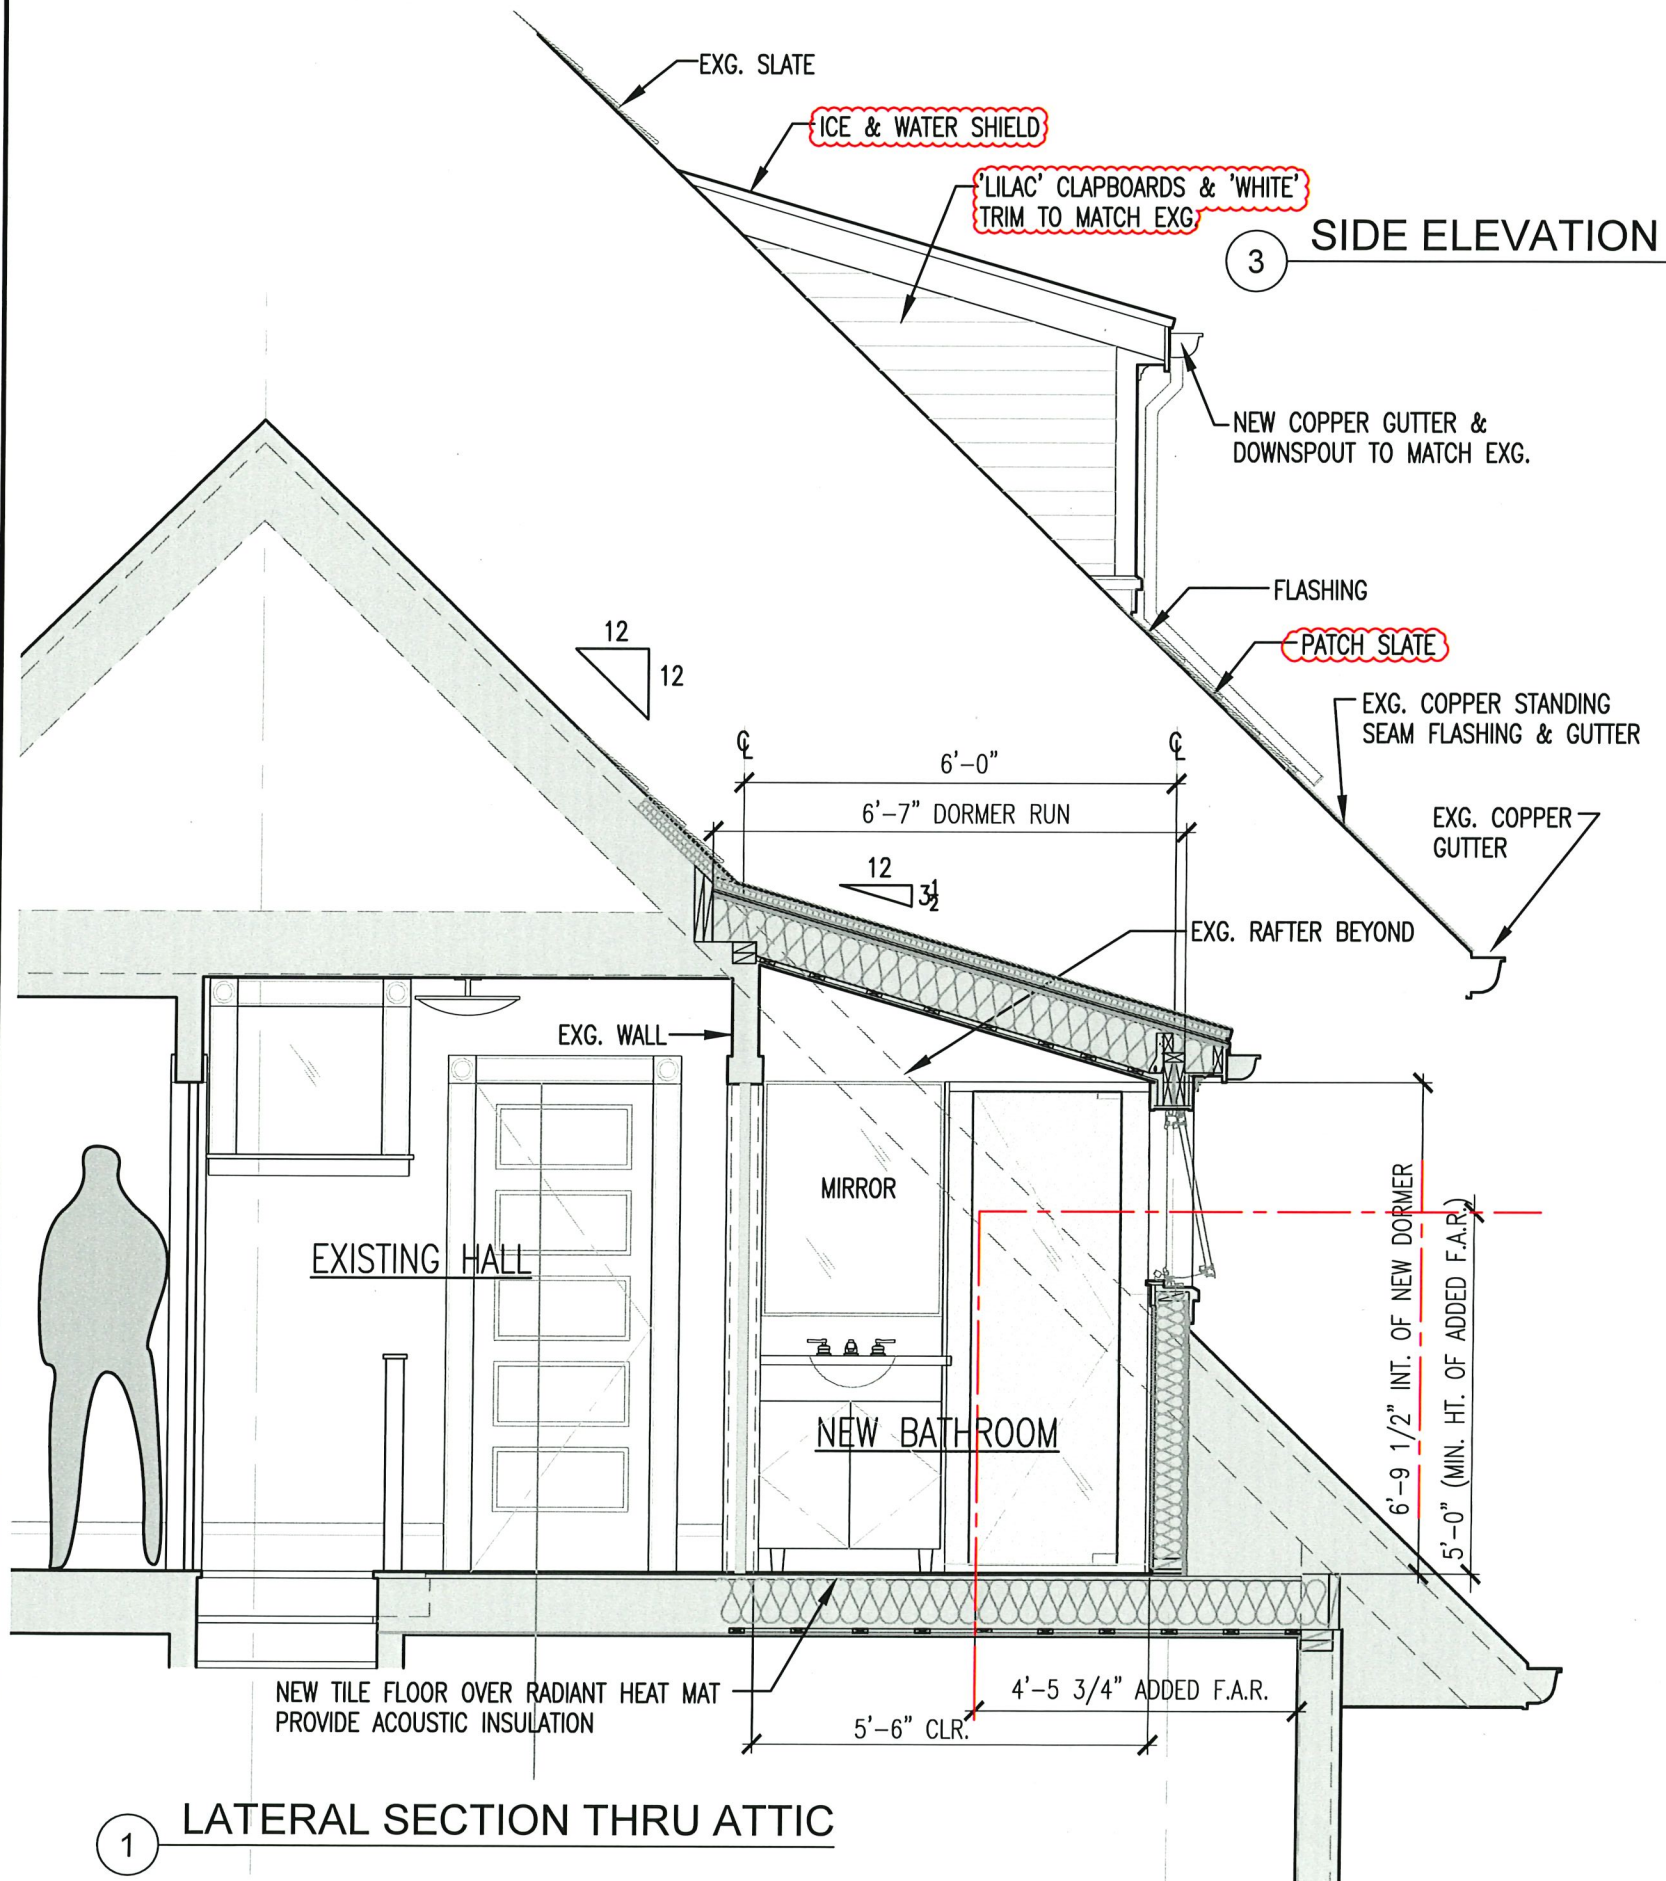 EXG. SLATE
ICE & WATER SHIELD
'LILAC' CLAPBOARDS & 'WHITE'
TRIM TO MATCH EXG.
3
SIDE ELEVATION
NEW COPPER GUTTER &
DOWNSPOUT TO MATCH EXG.
FLASHING
PATCH SLATE
EXG. COPPER STANDING
SEAM FLASHING & GUTTER
EXG. COPPER
GUTTER
12
12
℄
℄
6'-0"
6'-7" DORMER RUN
12
3½
EXG. RAFTER BEYOND
EXG. WALL
MIRROR
EXISTING HALL
NEW BATHROOM
6'-9 1/2" INT. OF NEW DORMER
5'-0" (MIN. HT. OF ADDED F.A.R.)
NEW TILE FLOOR OVER RADIANT HEAT MAT
PROVIDE ACOUSTIC INSULATION
4'-5 3/4" ADDED F.A.R.
5'-6" CLR.
1
LATERAL SECTION THRU ATTIC